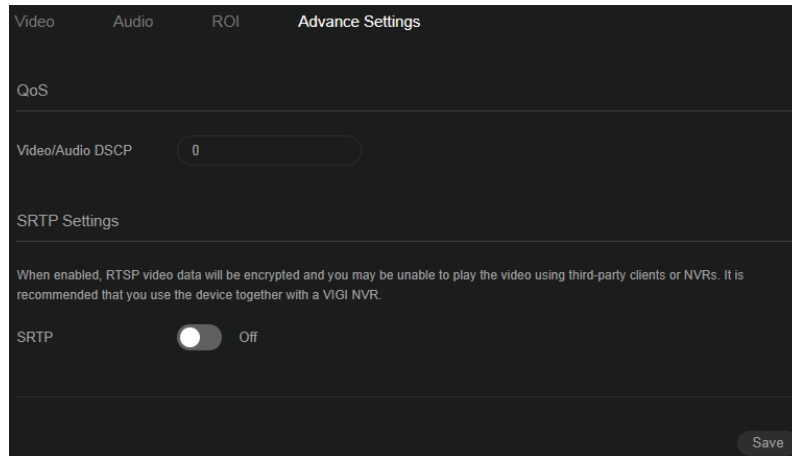 Video Audio ROI Advance Settings
QoS
Video/Audio DSCP 0
SRTP Settings
When enabled, RTSP video data will be encrypted and you may be unable to play the video using third-party clients or NVRs. It is
recommended that you use the device together with a VIGI NVR.
SRTP Off
Save